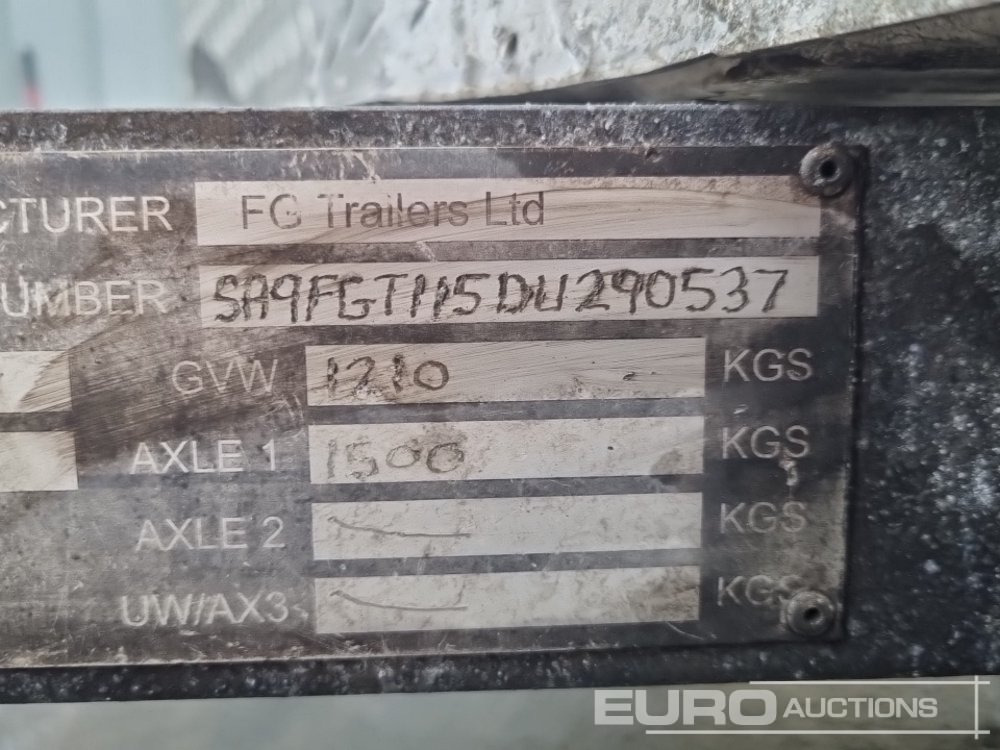 CTURER FG Trailers Ltd
UMBER SA9FGT115DU290537
GVW 1210 KGS
AXLE 1 1500 KGS
AXLE 2 KGS
UW/AX3 KGS
EURO AUCTIONS